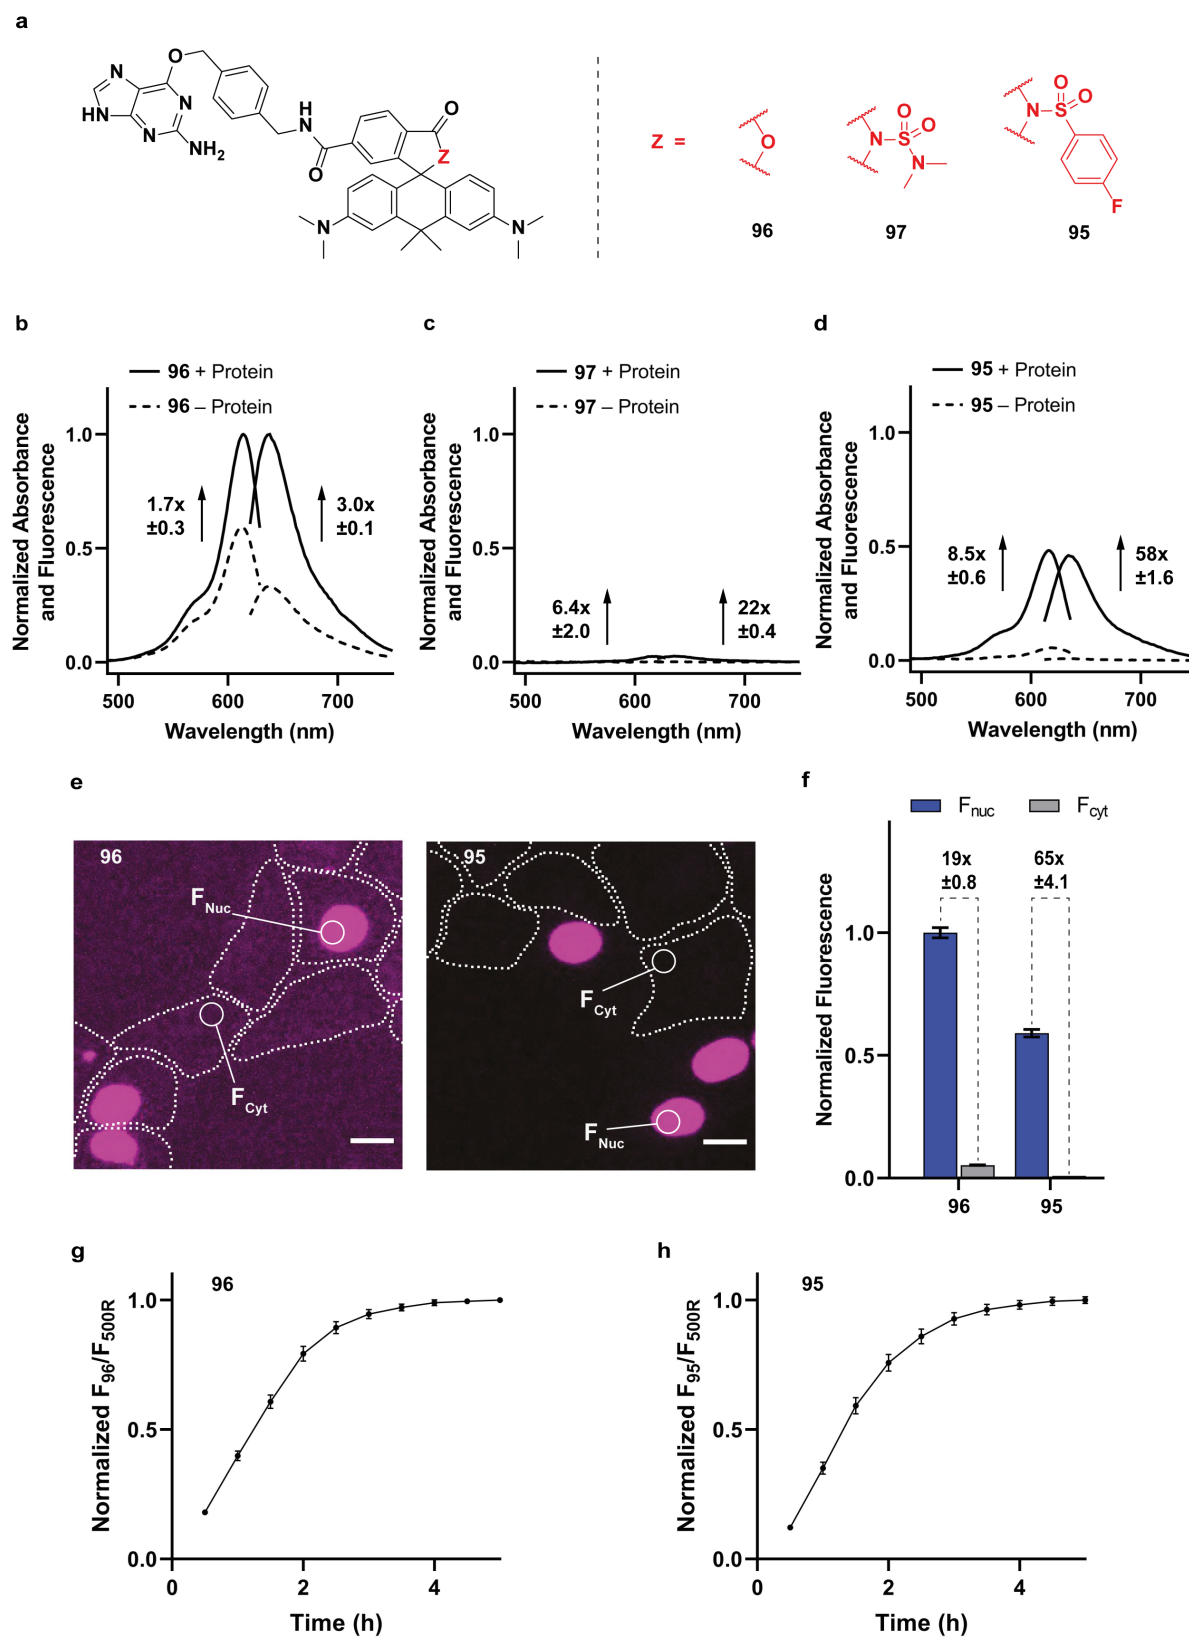 a
N
N
HN
N
N
NH2
O
H
N
O
O
Z
N
N
Z =
O
96
N
S
O
O
N
97
N
S
O
O
F
95
b
96 + Protein
96 – Protein
Normalized Absorbance
and Fluorescence
1.0
0.5
0.0
1.7x
±0.3
3.0x
±0.1
500
600
700
Wavelength (nm)
c
97 + Protein
97 – Protein
Normalized Absorbance
and Fluorescence
1.0
0.5
0.0
6.4x
±2.0
22x
±0.4
500
600
700
Wavelength (nm)
d
95 + Protein
95 – Protein
Normalized Absorbance
and Fluorescence
1.0
0.5
0.0
8.5x
±0.6
58x
±1.6
500
600
700
Wavelength (nm)
e
96
FNuc
FCyt
95
FCyt
FNuc
f
Fnuc
Fcyt
Normalized Fluorescence
1.0
0.5
0.0
19x
±0.8
65x
±4.1
96
95
g
96
Normalized F96/F500R
1.0
0.5
0.0
0
2
4
Time (h)
h
95
Normalized F95/F500R
1.0
0.5
0.0
0
2
4
Time (h)